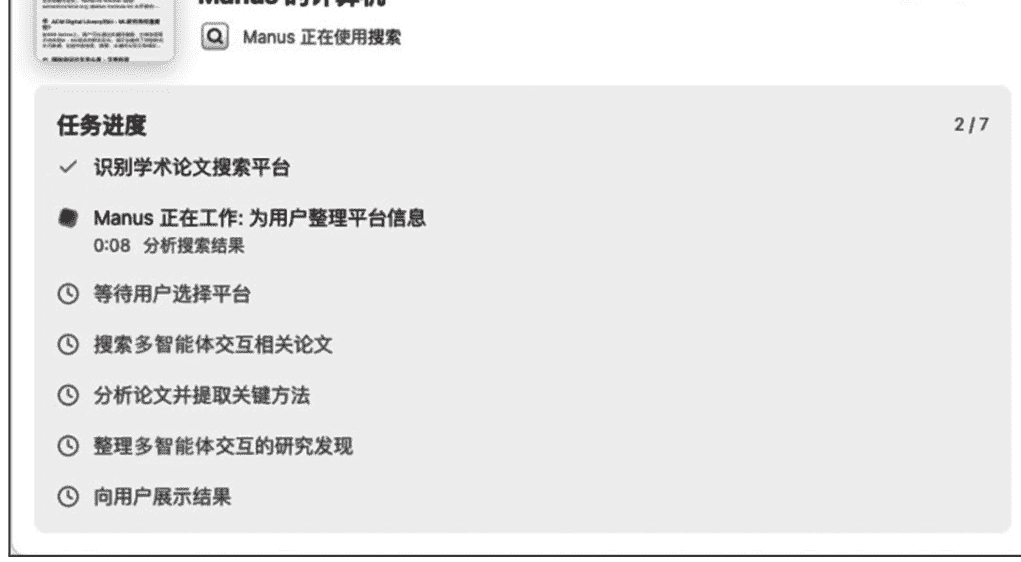 Manus 的计算机
Manus 正在使用搜索
任务进度
2 / 7
识别学术论文搜索平台
Manus 正在工作: 为用户整理平台信息
0:08 分析搜索结果
等待用户选择平台
搜索多智能体交互相关论文
分析论文并提取关键方法
整理多智能体交互的研究发现
向用户展示结果